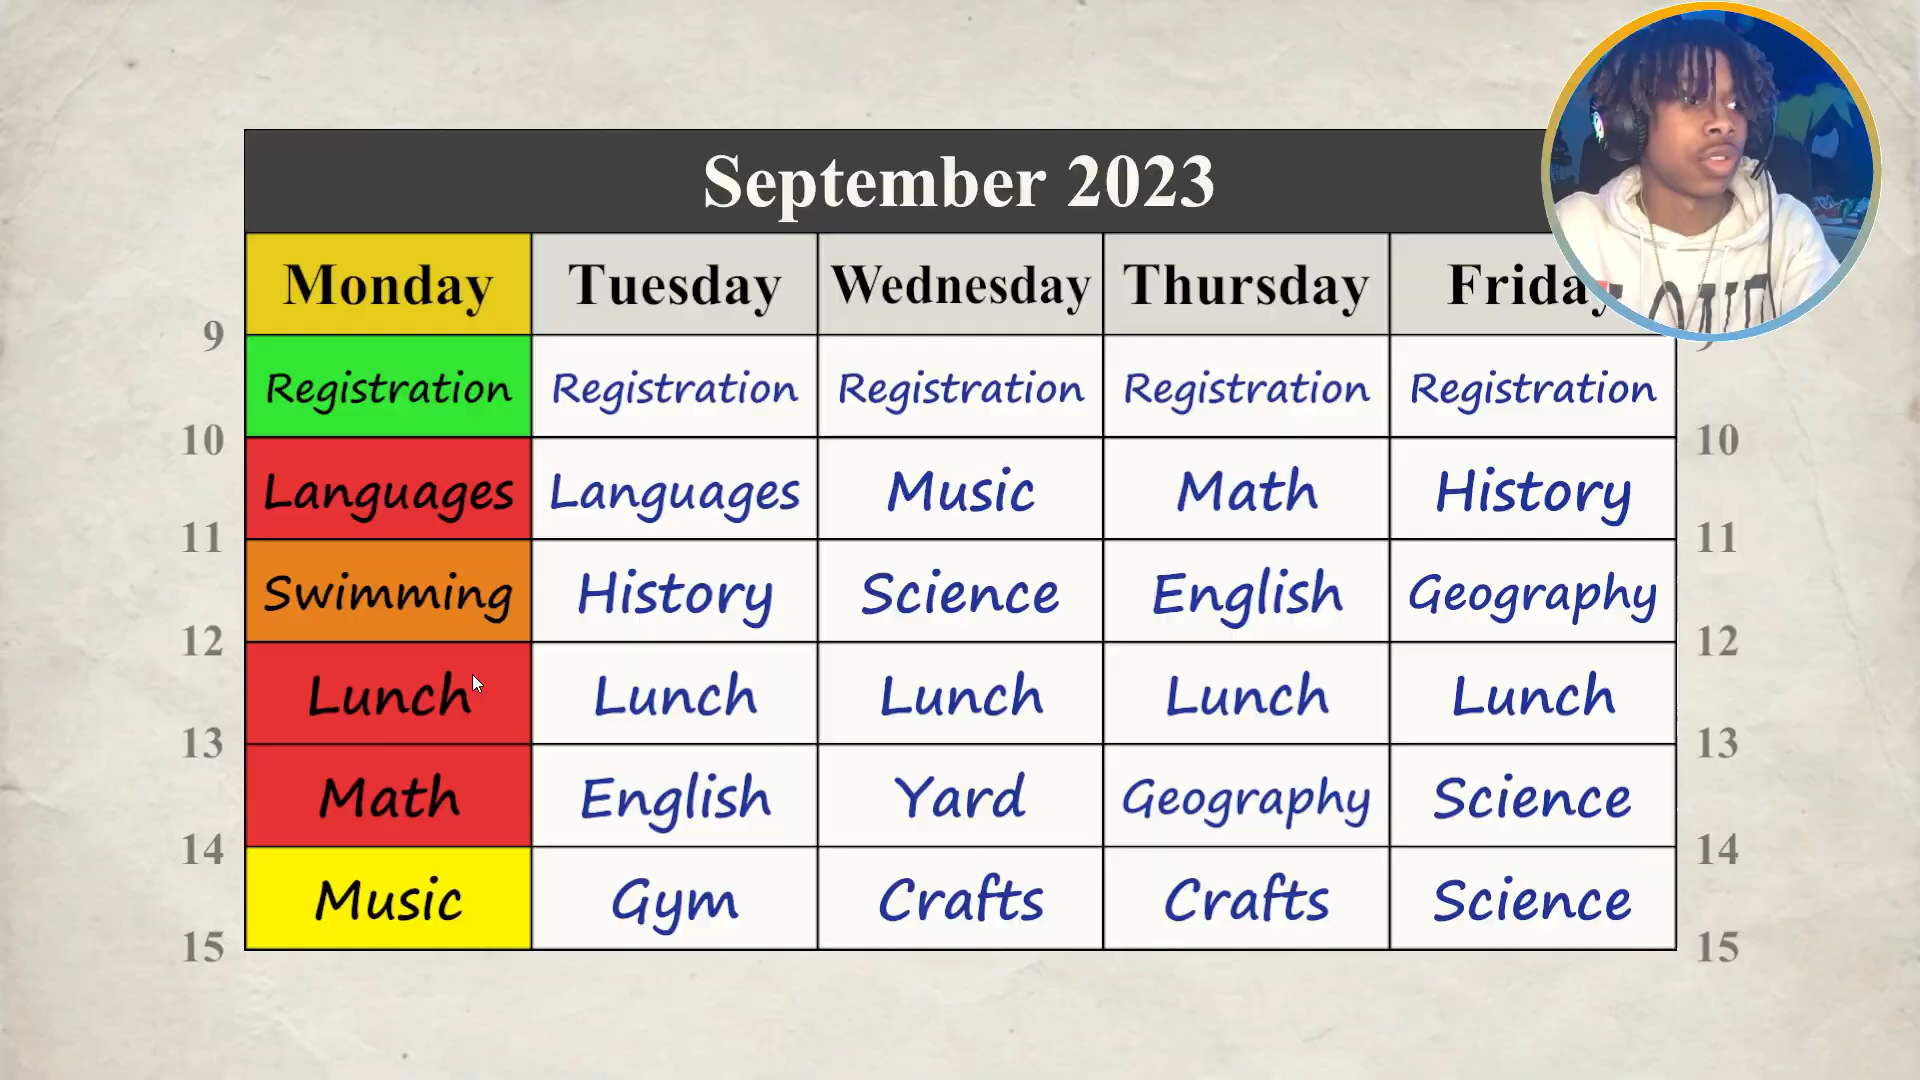 September 2023
Monday Tuesday Wednesday Thursday Friday
9
Registration Registration Registration Registration Registration
10 10
Languages Languages Music Math History
11 11
Swimming History Science English Geography
12 12
Lunch Lunch Lunch Lunch Lunch
13 13
Math English Yard Geography Science
14 14
Music Gym Crafts Crafts Science
15 15